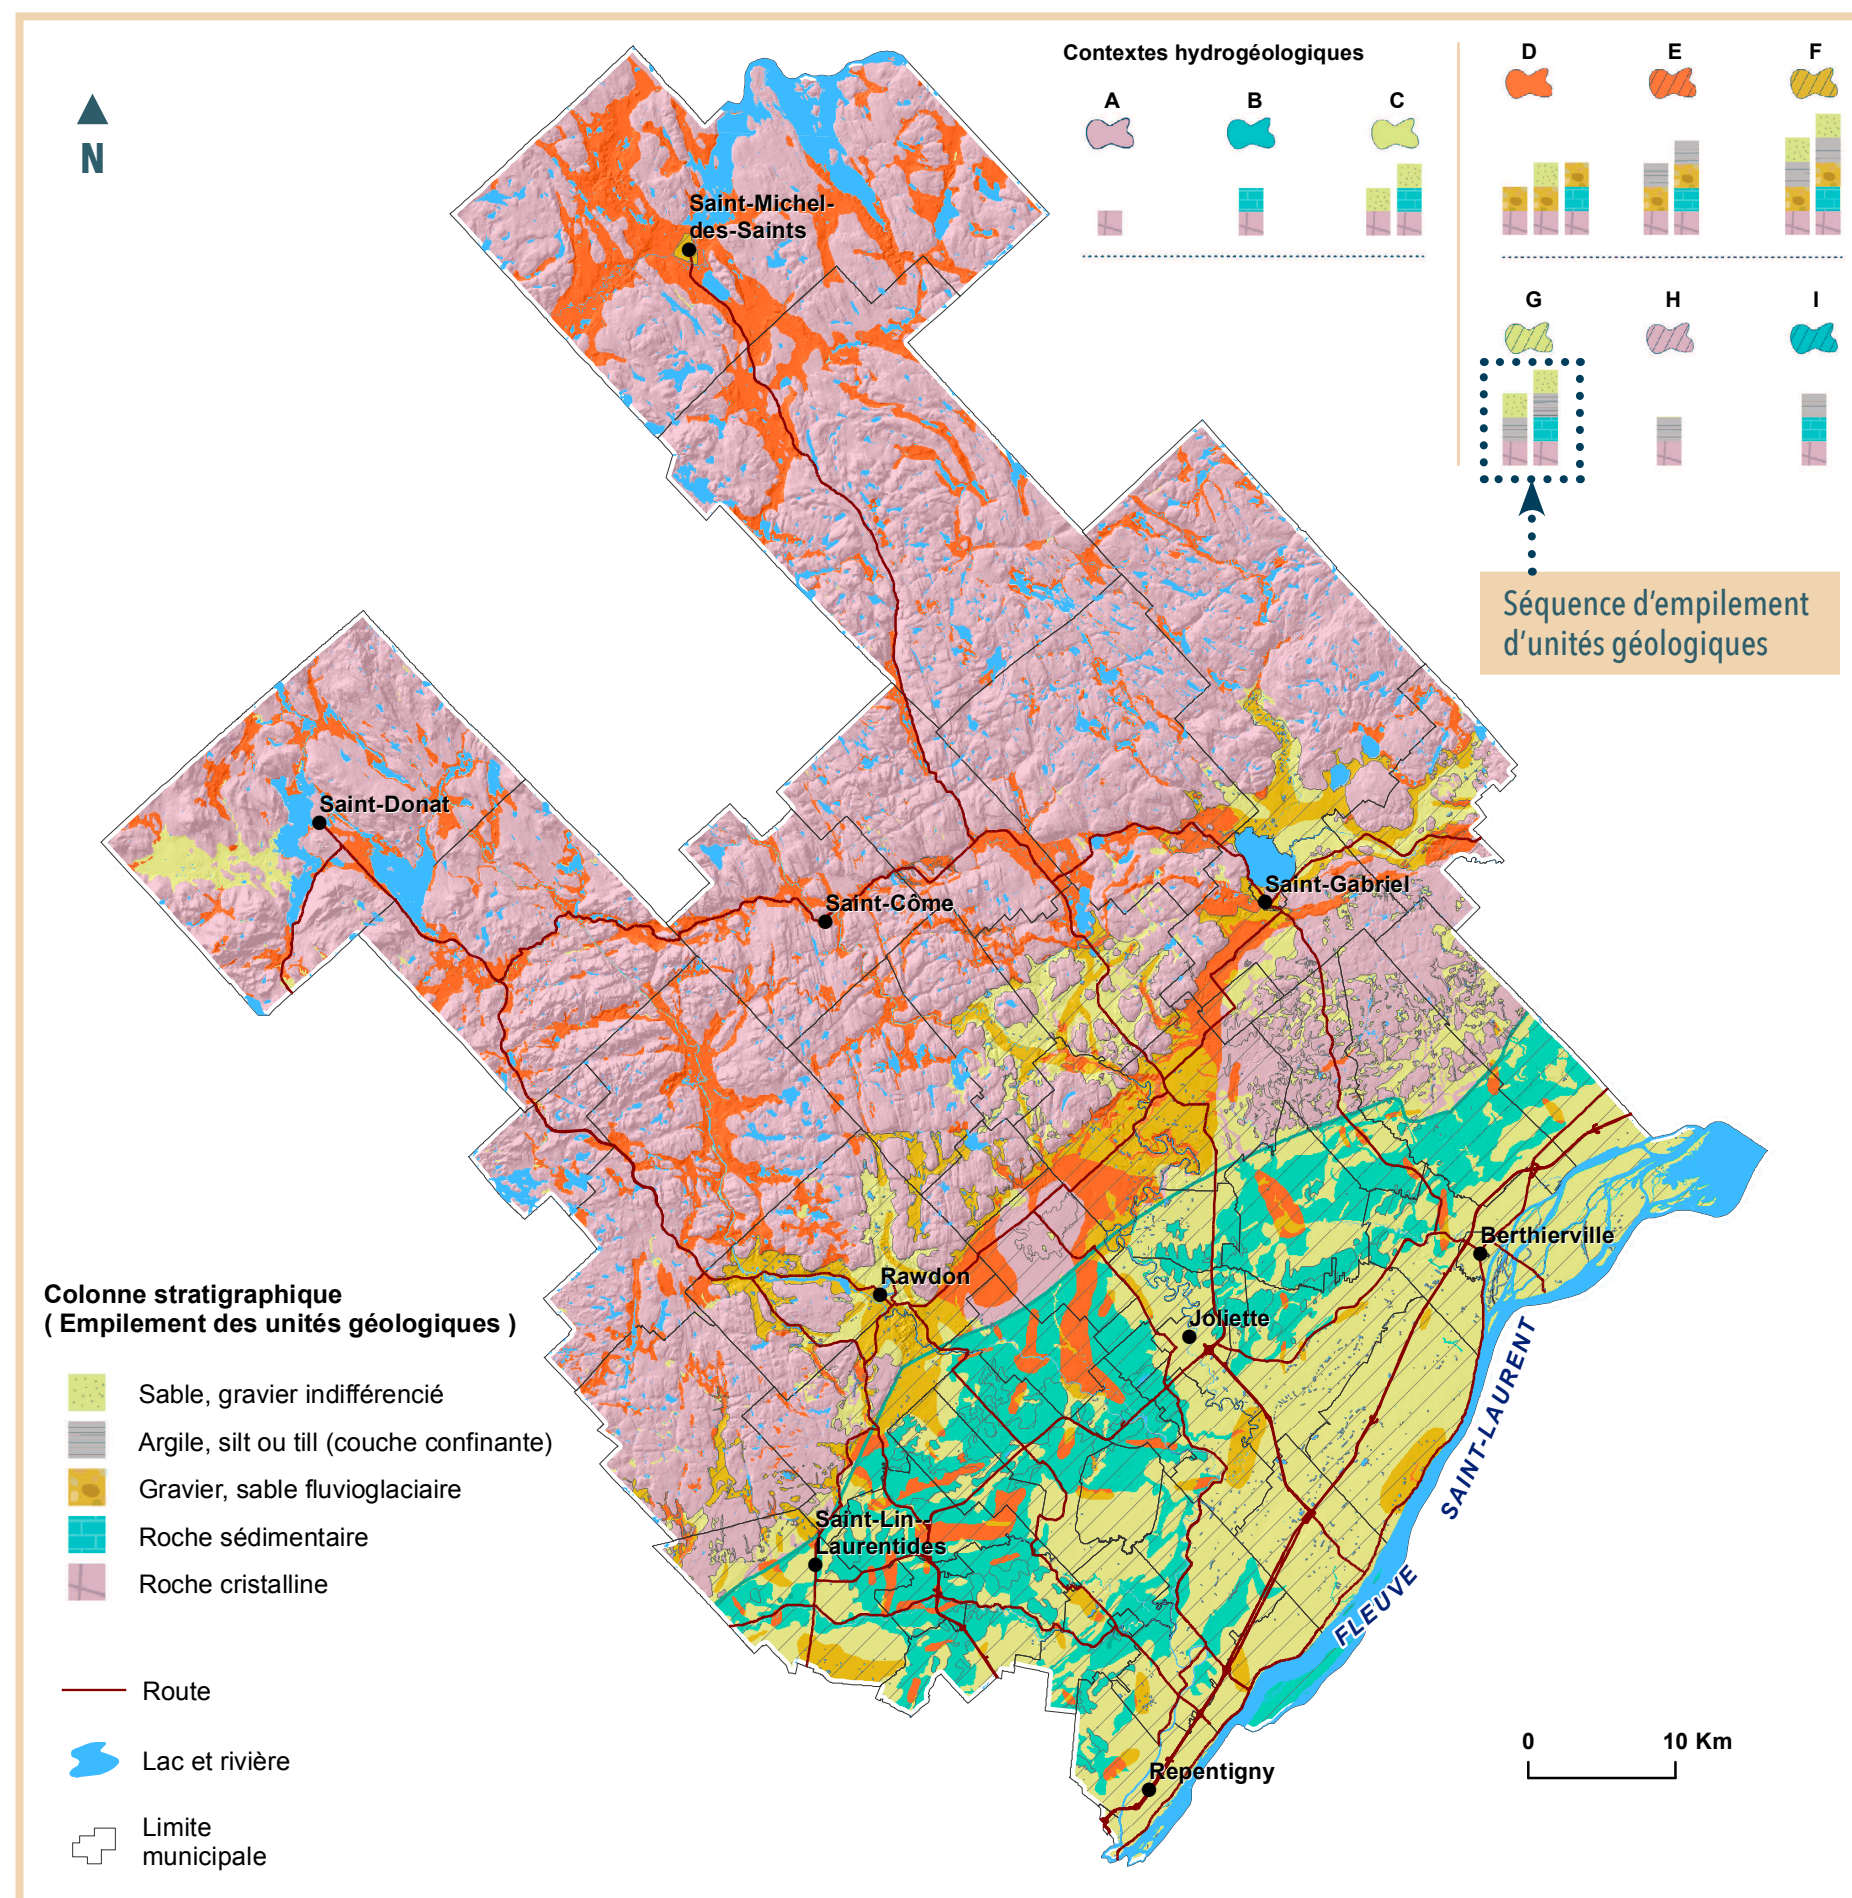 Contextes hydrogéologiques
A
B
C
D
E
F
G
H
I
Séquence d'empilement
d'unités géologiques
N
Saint-Michel-
des-Saints
Saint-Donat
Saint-Côme
Saint-Gabriel
Rawdon
Berthierville
Joliette
Saint-Lin--
Laurentides
Repentigny
FLEUVE SAINT-LAURENT
Colonne stratigraphique
( Empilement des unités géologiques )
Sable, gravier indifférencié
Argile, silt ou till (couche confinante)
Gravier, sable fluvioglaciaire
Roche sédimentaire
Roche cristalline
Route
Lac et rivière
Limite
municipale
0 10 Km